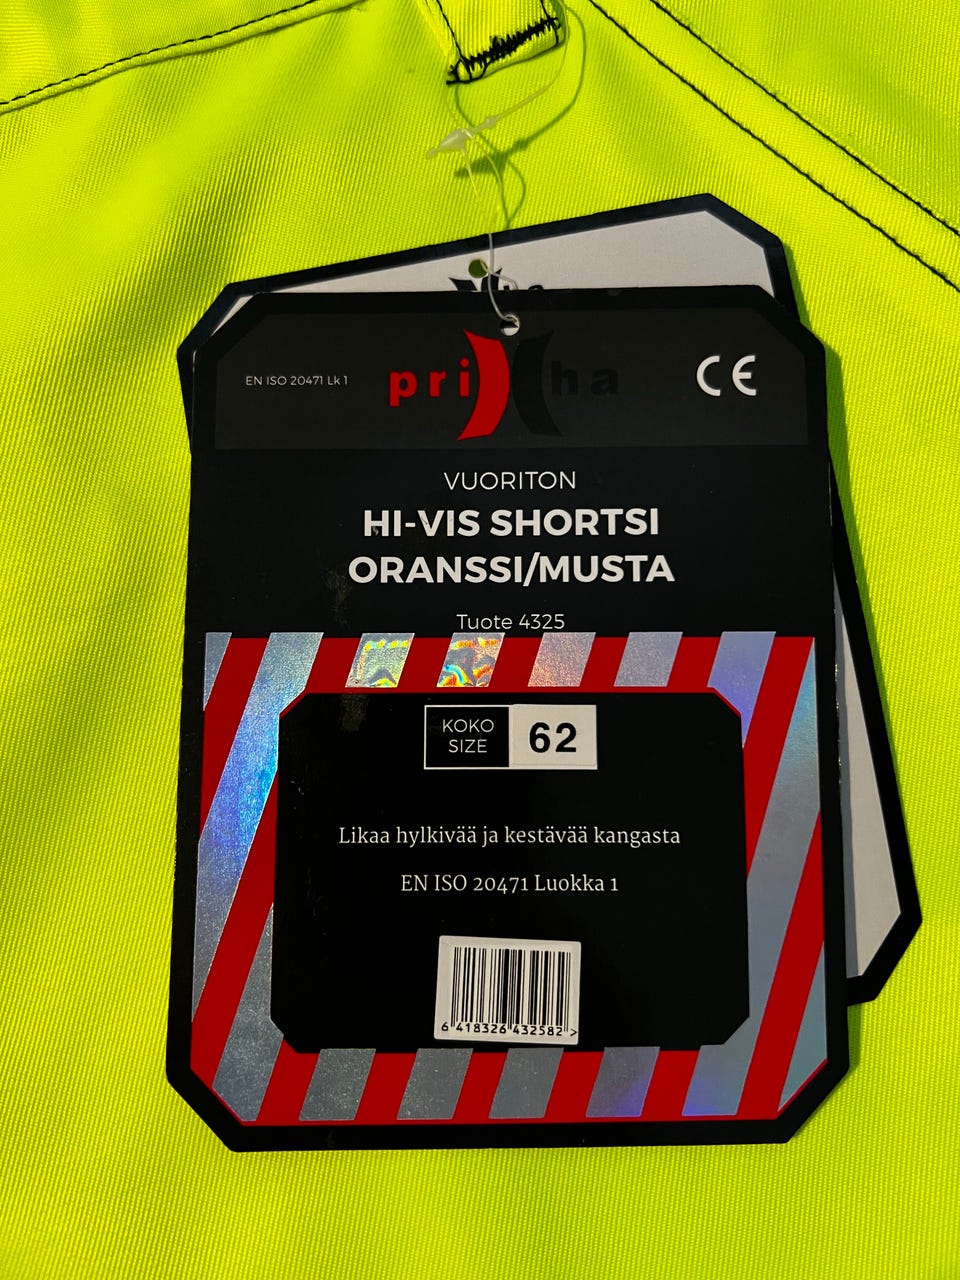 EN ISO 20471 Lk 1
pri ha
CE
VUORITON
HI-VIS SHORTSI
ORANSSI/MUSTA
Tuote 4325
KOKO
SIZE
62
Likaa hylkivää ja kestävää kangasta
EN ISO 20471 Luokka 1
6 418326 432582 >